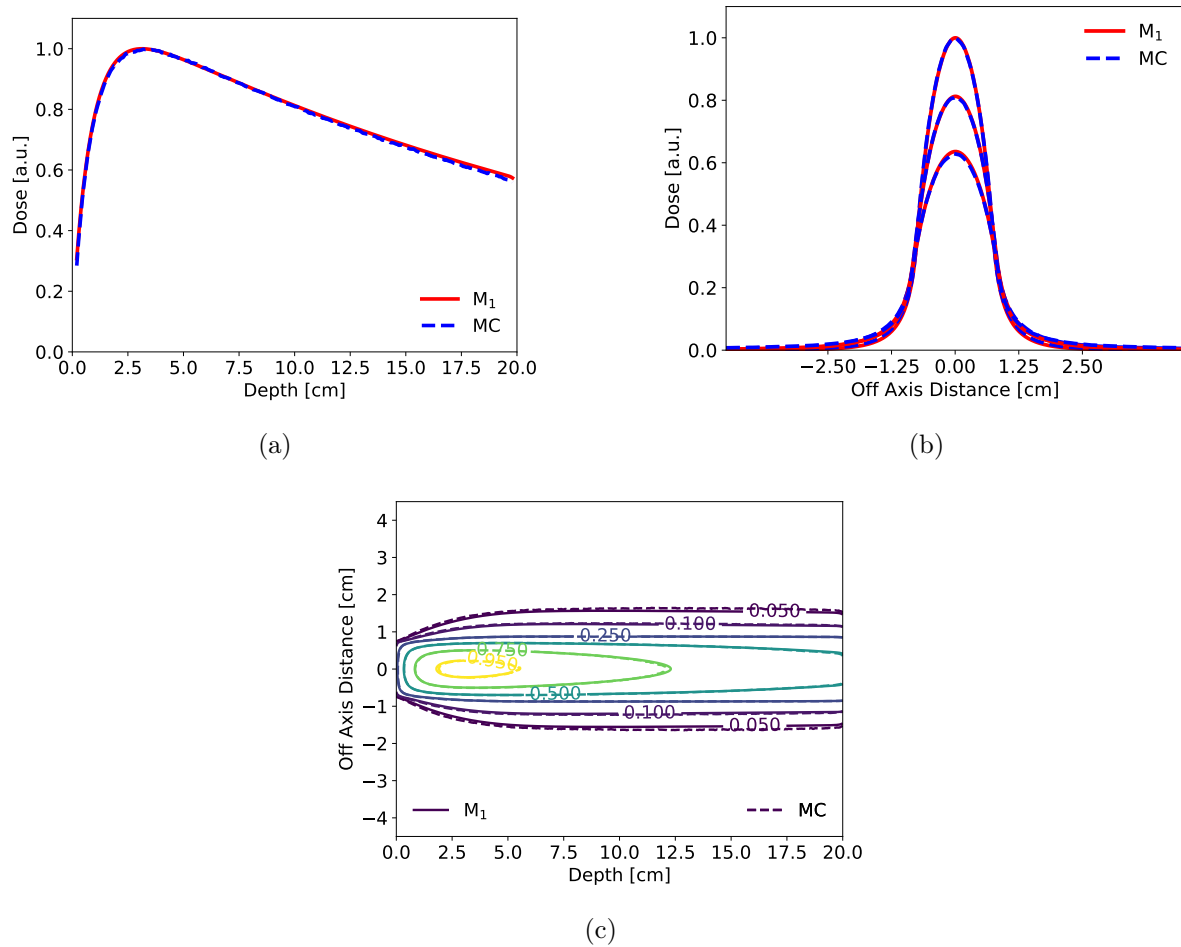 1.0
0.8
0.6
0.4
0.2
0.0
Dose [a.u.]
M₁
MC
0.0 2.5 5.0 7.5 10.0 12.5 15.0 17.5 20.0
Depth [cm]
(a)
1.0
0.8
0.6
0.4
0.2
0.0
Dose [a.u.]
M₁
MC
−2.50 −1.25 0.00 1.25 2.50
Off Axis Distance [cm]
(b)
4
3
2
1
0
−1
−2
−3
−4
Off Axis Distance [cm]
0.050
0.100
0.250
0.750
0.950
0.500
0.100
0.050
M₁
MC
0.0 2.5 5.0 7.5 10.0 12.5 15.0 17.5 20.0
Depth [cm]
(c)